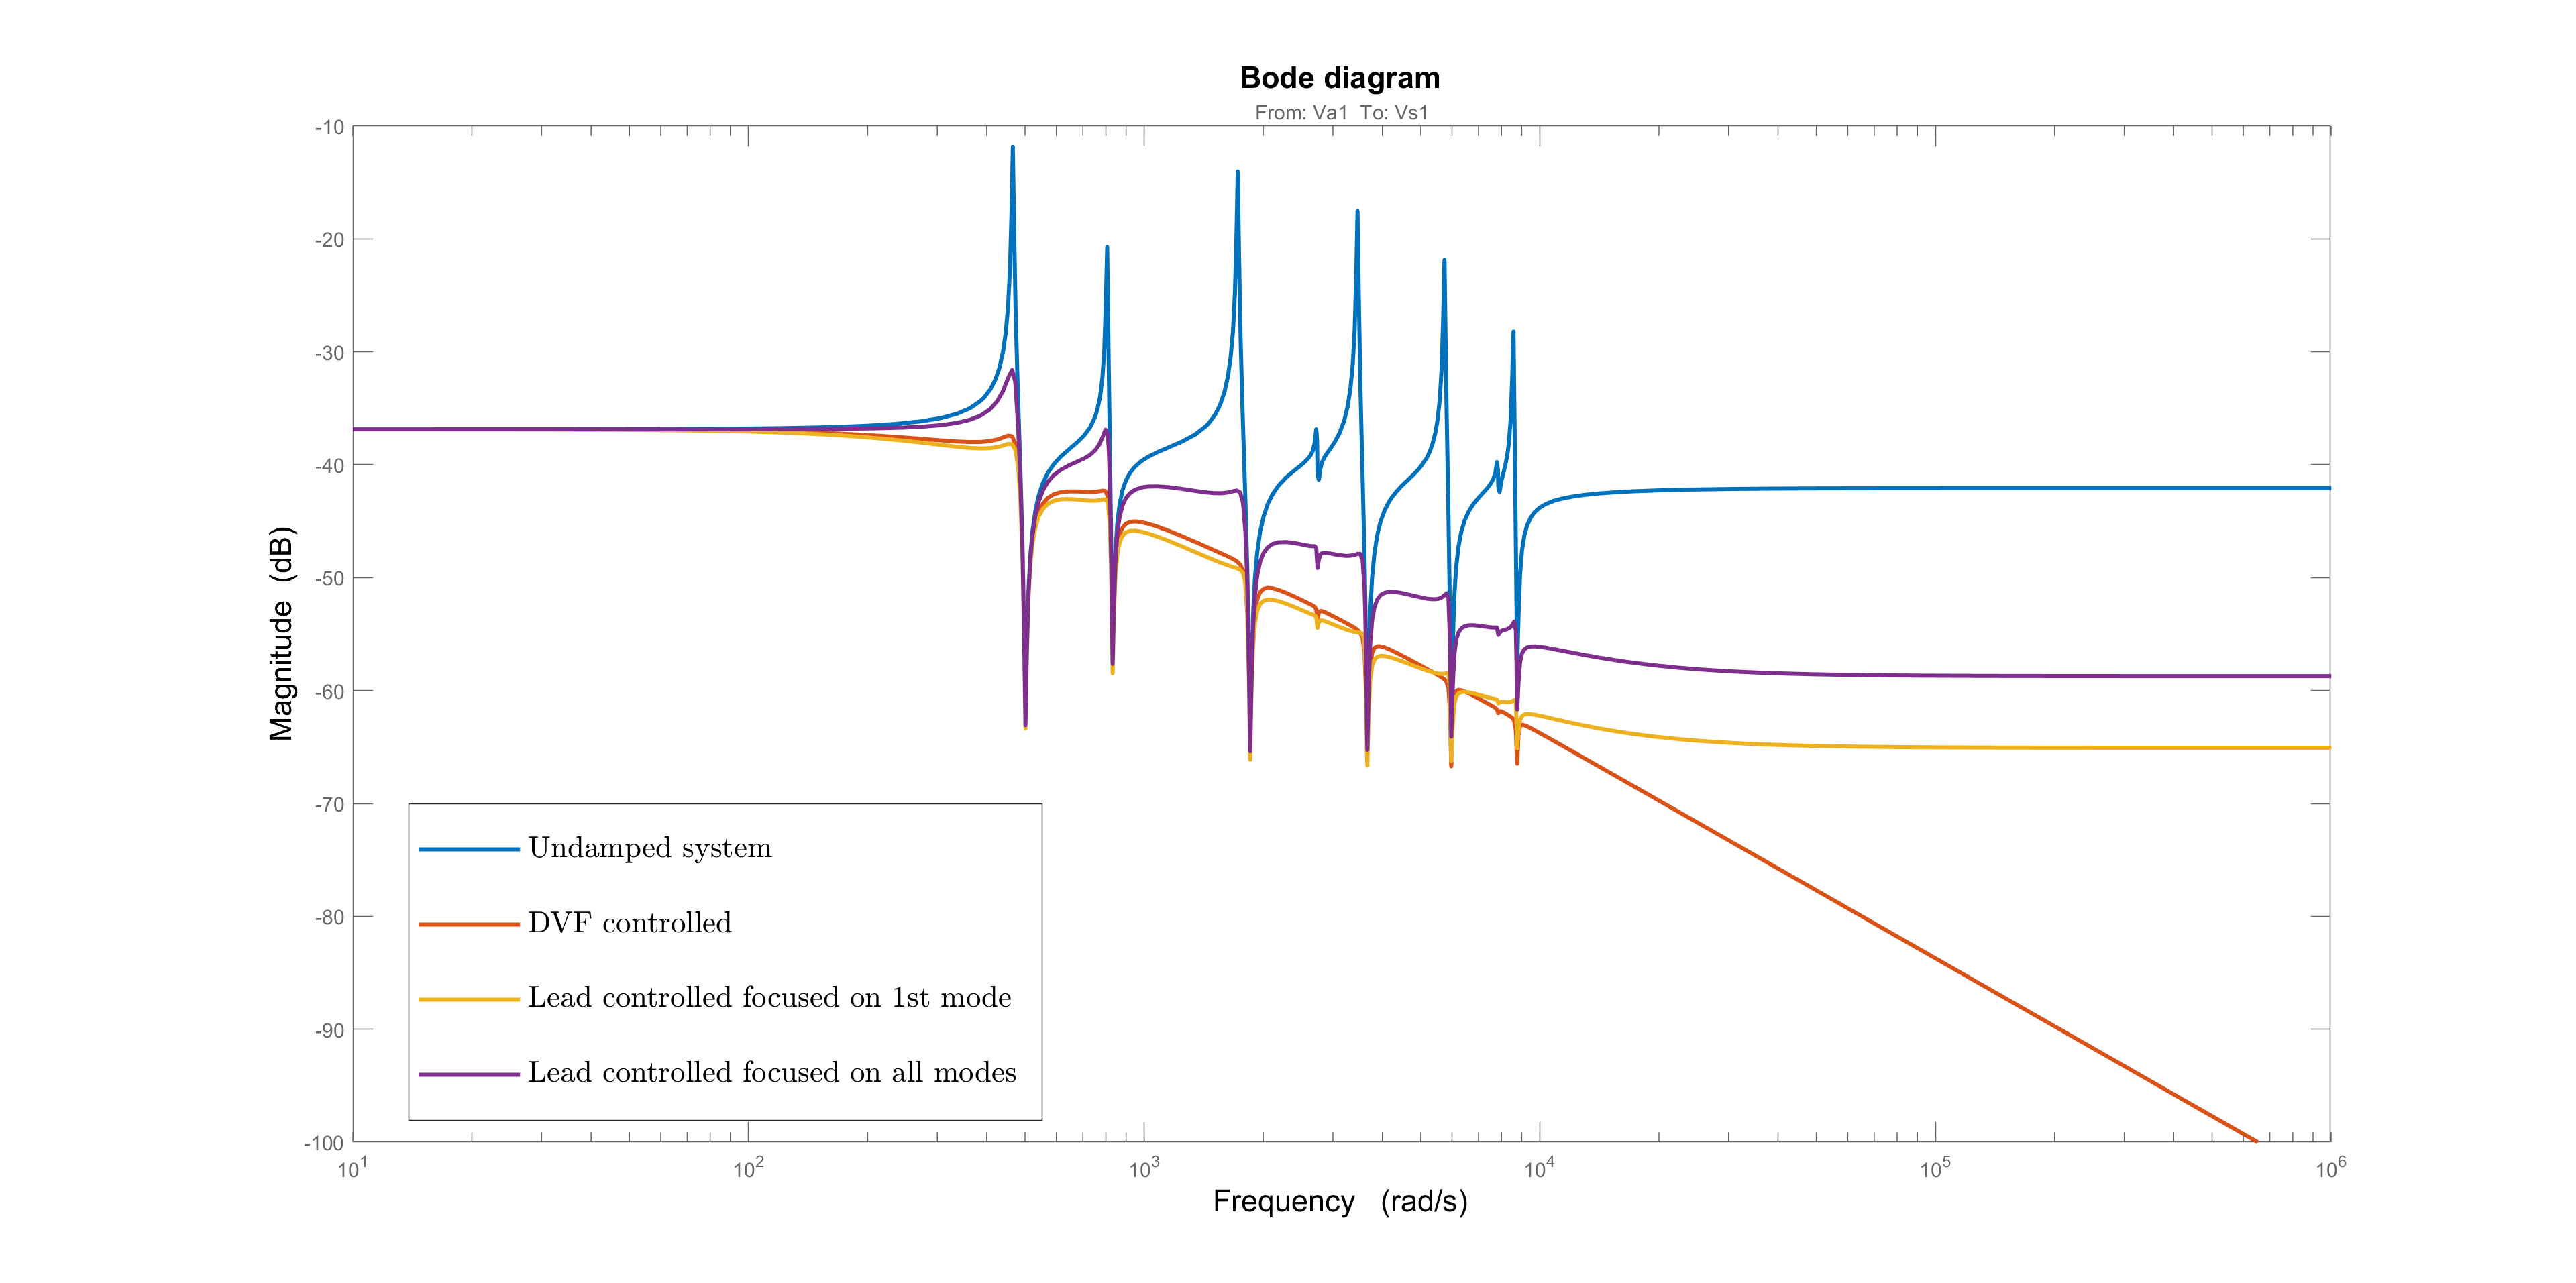 Bode diagram
From: Va1 To: Vs1
-10
-20
-30
-40
-50
-60
-70
-80
-90
-100
Magnitude (dB)
Undamped system
DVF controlled
Lead controlled focused on 1st mode
Lead controlled focused on all modes
10^1 10^2 10^3 10^4 10^5 10^6
Frequency (rad/s)